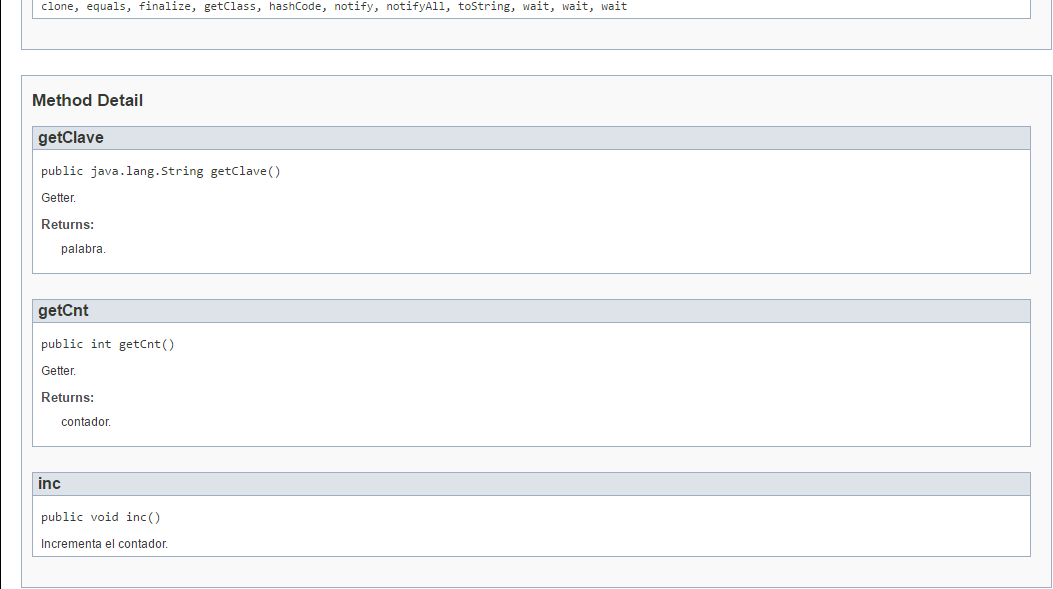 clone, equals, finalize, getClass, hashCode, notify, notifyAll, toString, wait, wait, wait
Method Detail
getClave
public java.lang.String getClave()
Getter.
Returns:
palabra.
getCnt
public int getCnt()
Getter.
Returns:
contador.
inc
public void inc()
Incrementa el contador.